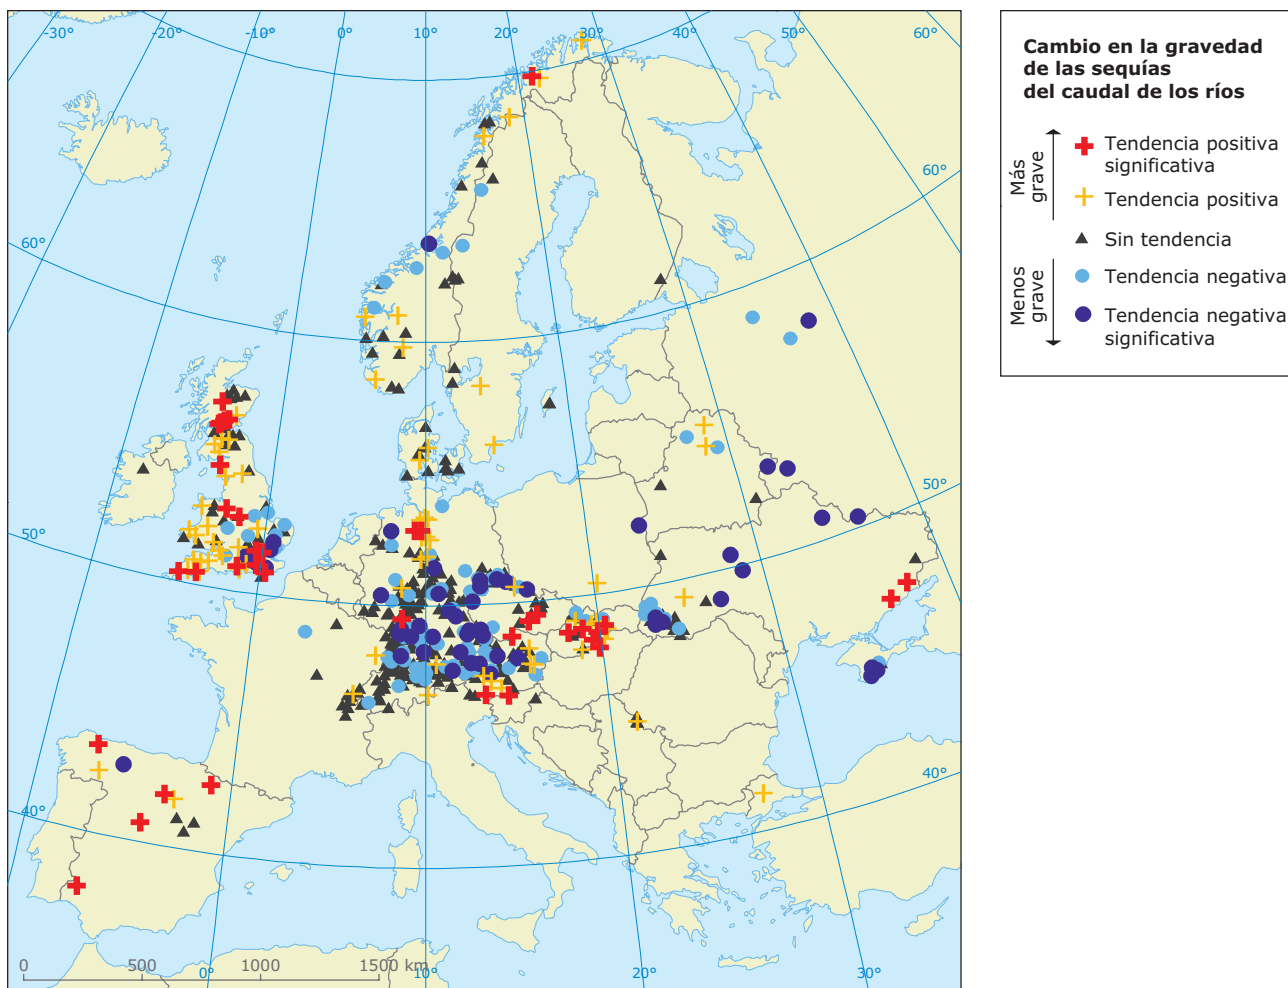 -30° -20° -10° 0° 10° 20° 30° 40° 50° 60°
60°
60°
50°
50°
40°
40°
0 500 1000 1500 km
0° 10° 20° 30°
Cambio en la gravedad
de las sequías
del caudal de los ríos
Más
grave
Tendencia positiva
significativa
Tendencia positiva
Sin tendencia
Menos
grave
Tendencia negativa
Tendencia negativa
significativa